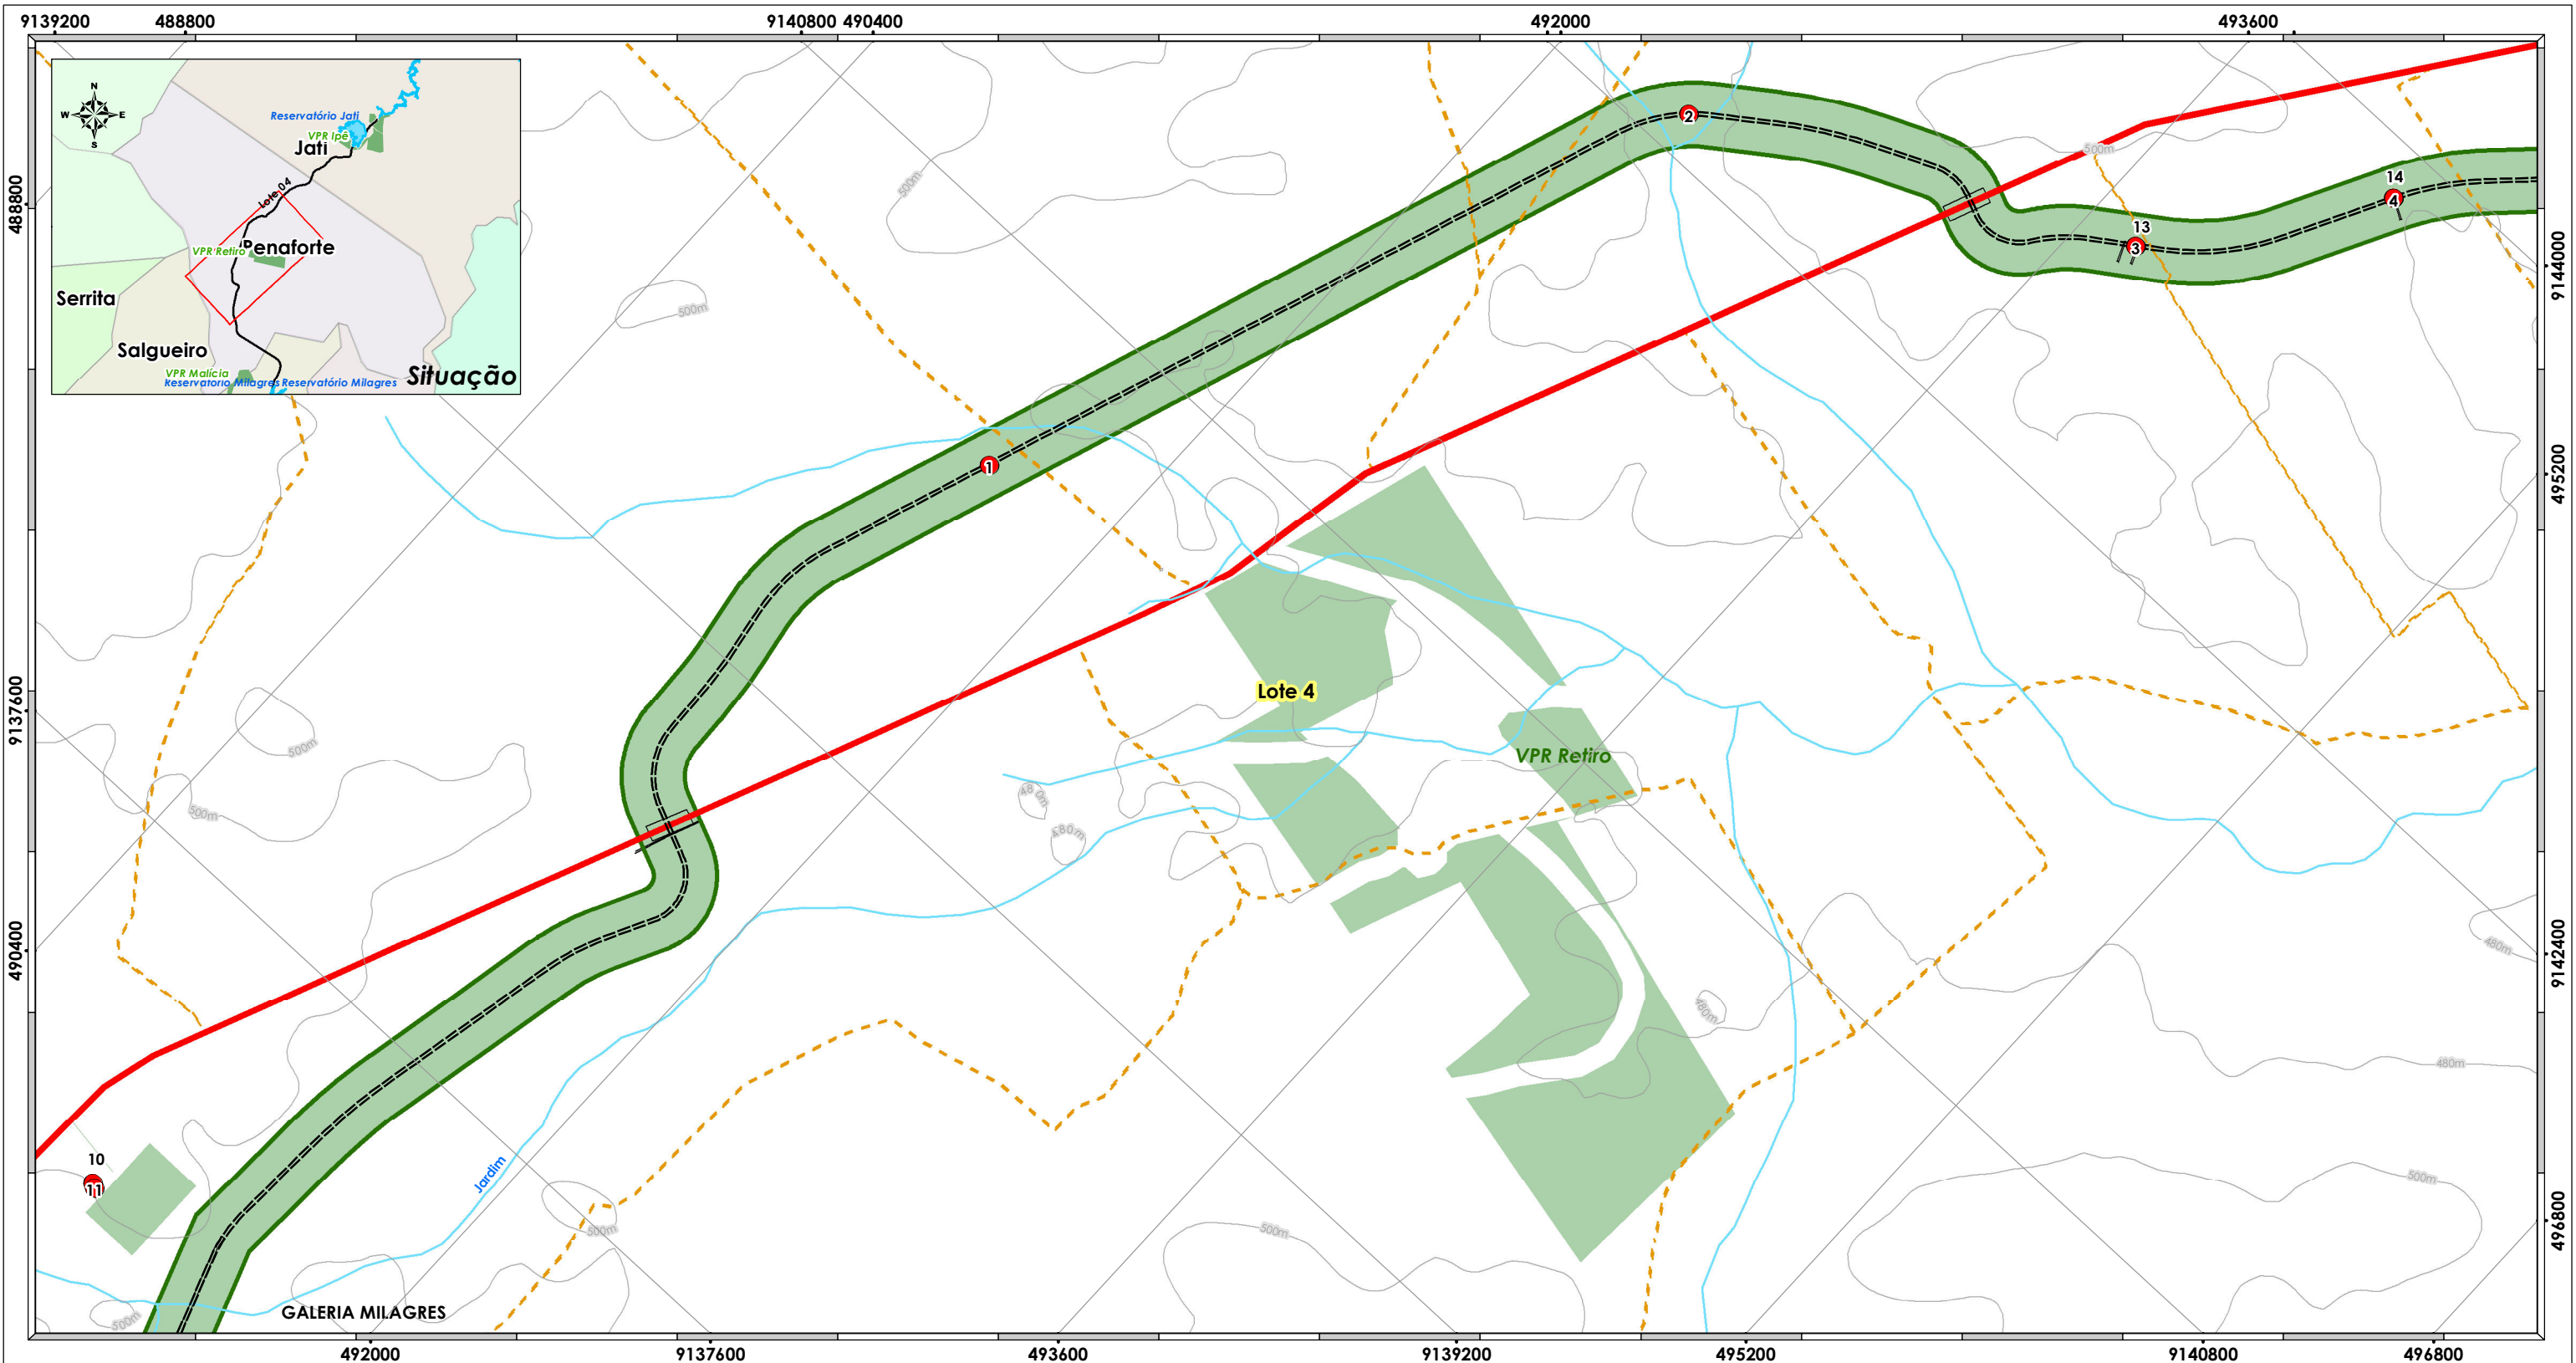 9139200 488800 9140800 490400 492000 493600
N
W E
S
Reservatório Jati
VPR Ipê
Jati
Lote 04
VPR Retiro
Penaforte
Serrita
Salgueiro
VPR Malícia
Reservatório Milagres Reservatório Milagres
Situação
488800
9137600
490400
9144000
495200
9142400
496800
2
14
4
13
3
500m
500m
500m
1
Lote 4
VPR Retiro
500m
500m
480m
480m
480m
480m
480m
10
11
Jardim
500m
500m
500m
500m
GALERIA MILAGRES
492000 9137600 493600 9139200 495200 9140800 496800